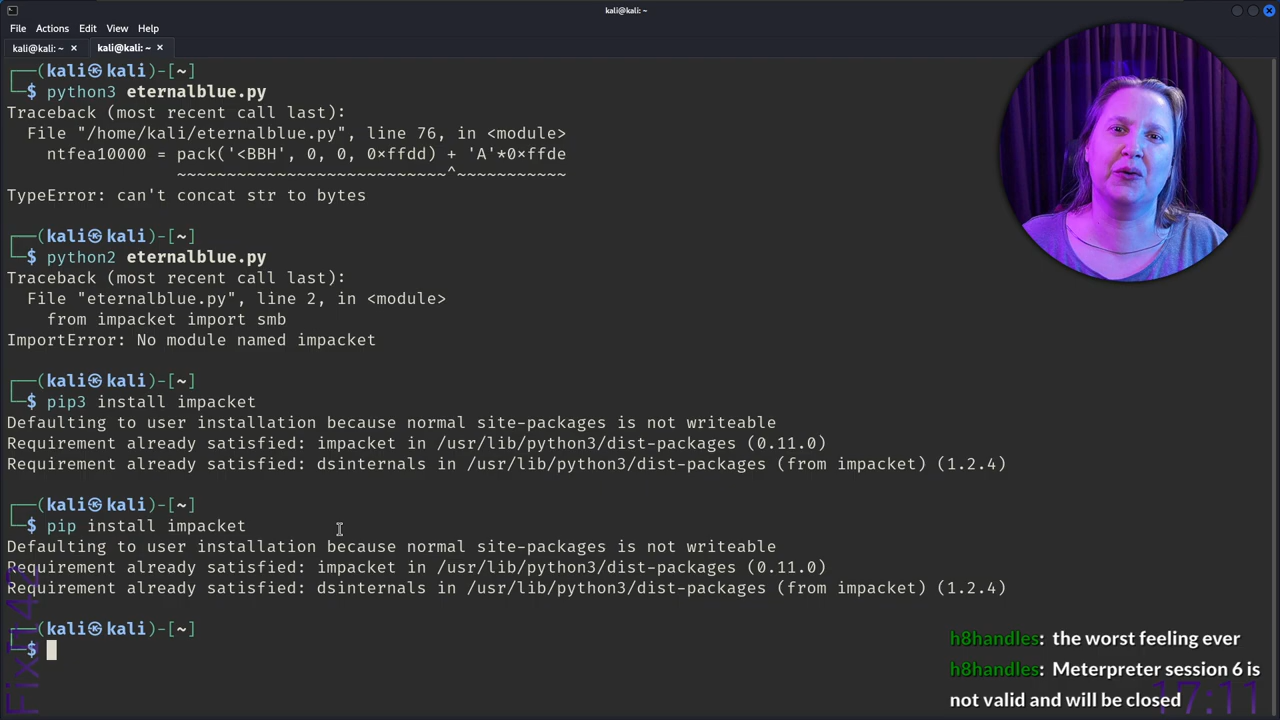 kali@kali: ~
File Actions Edit View Help
kali@kali: ~ × kali@kali: ~ ×
┌──(kali㉿kali)-[~]
└─$ python3 eternalblue.py
Traceback (most recent call last):
  File "/home/kali/eternalblue.py", line 76, in <module>
    ntfea10000 = pack('<BBH', 0, 0, 0×ffdd) + 'A'*0×ffde
                 ~~~~~~~~~~~~~~~~~~~~~~~~~~~^~~~~~~~~~~~
TypeError: can't concat str to bytes
┌──(kali㉿kali)-[~]
└─$ python2 eternalblue.py
Traceback (most recent call last):
  File "eternalblue.py", line 2, in <module>
    from impacket import smb
ImportError: No module named impacket
┌──(kali㉿kali)-[~]
└─$ pip3 install impacket
Defaulting to user installation because normal site-packages is not writeable
Requirement already satisfied: impacket in /usr/lib/python3/dist-packages (0.11.0)
Requirement already satisfied: dsinternals in /usr/lib/python3/dist-packages (from impacket) (1.2.4)
┌──(kali㉿kali)-[~]
└─$ pip install impacket
Defaulting to user installation because normal site-packages is not writeable
Requirement already satisfied: impacket in /usr/lib/python3/dist-packages (0.11.0)
Requirement already satisfied: dsinternals in /usr/lib/python3/dist-packages (from impacket) (1.2.4)
┌──(kali㉿kali)-[~]
└─$
h8handles: the worst feeling ever
h8handles: Meterpreter session 6 is
not valid and will be closed
17:11